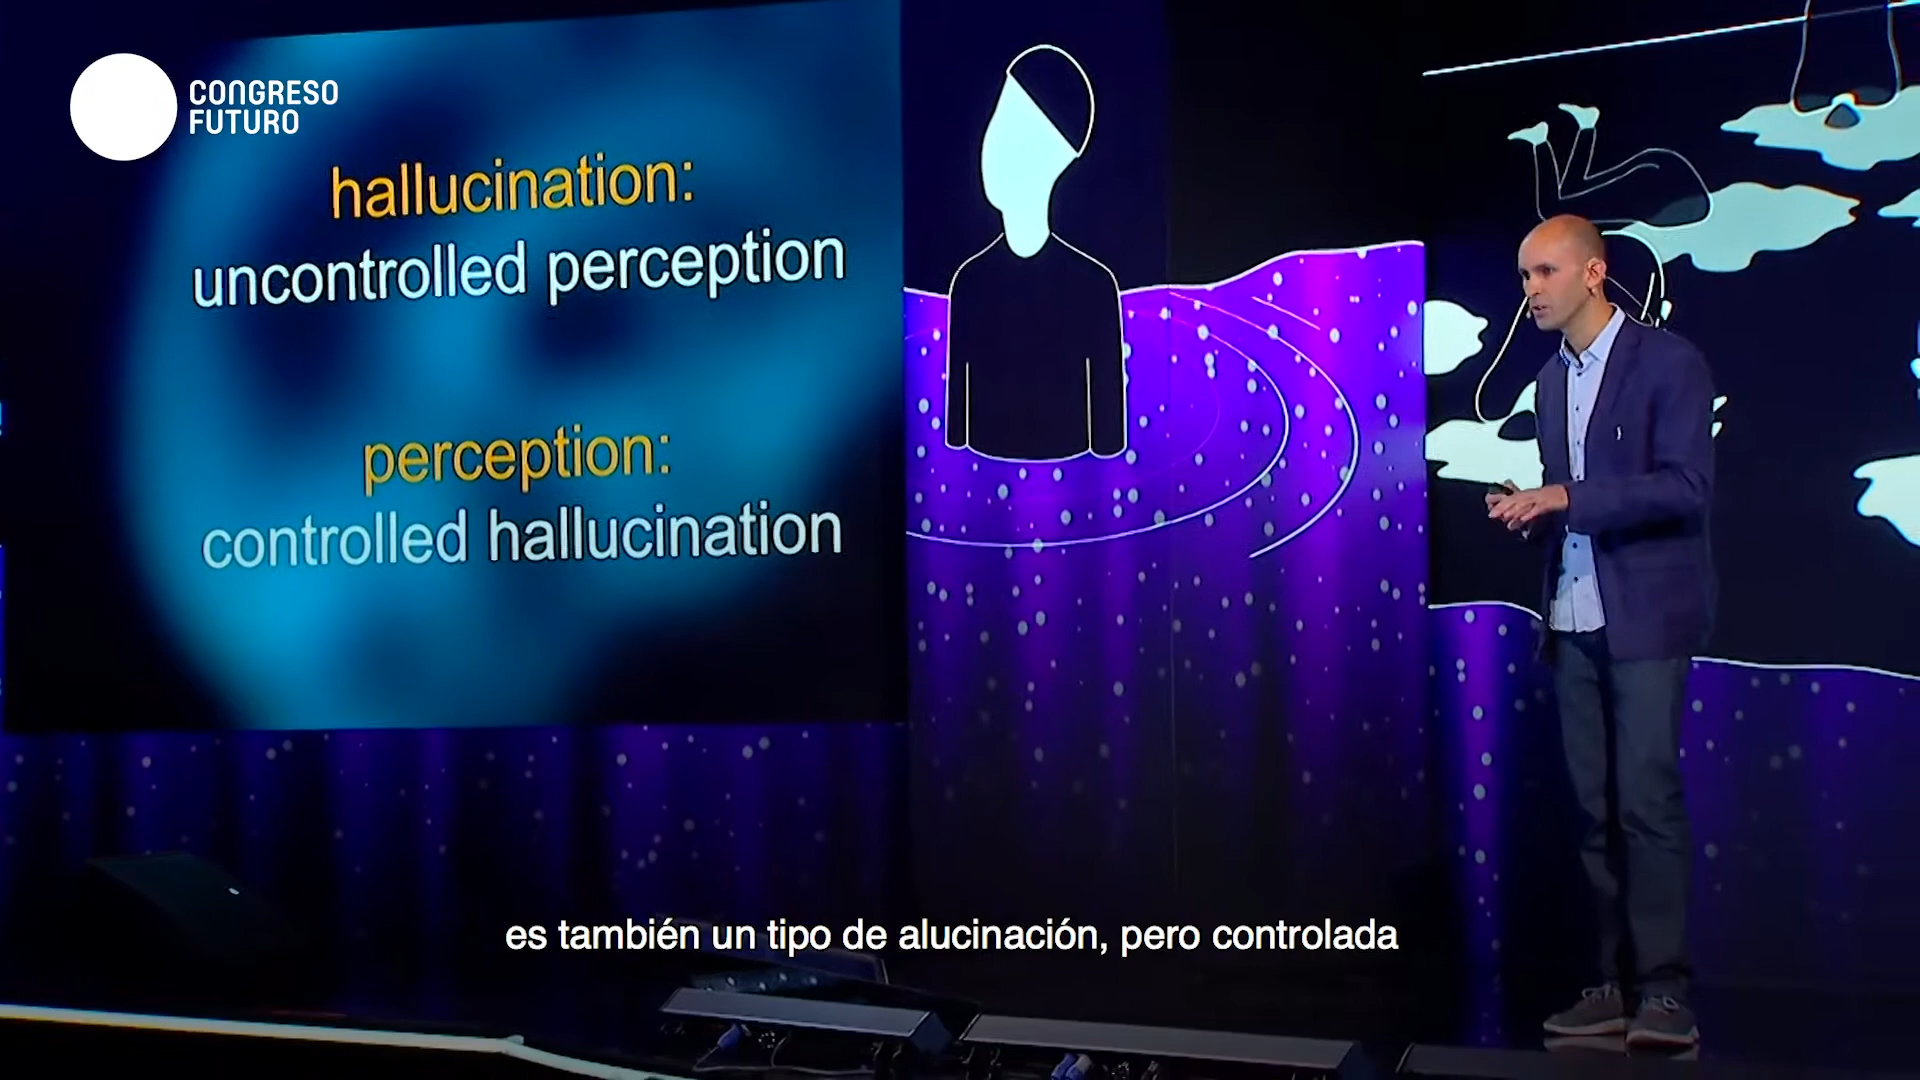 CONGRESO
FUTURO
hallucination:
uncontrolled perception
perception:
controlled hallucination
es también un tipo de alucinación, pero controlada